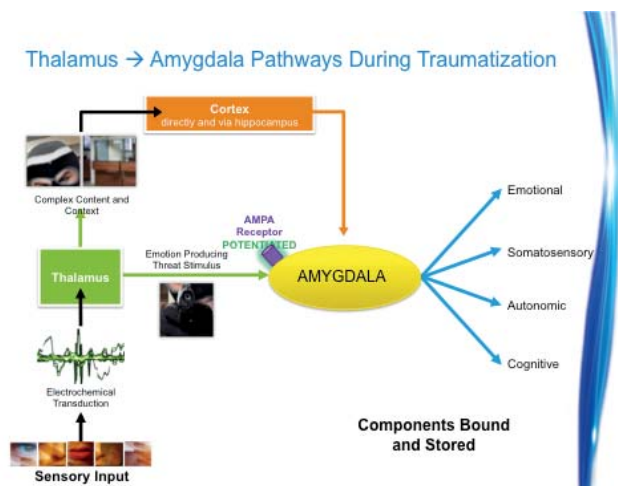 Thalamus → Amygdala Pathways During Traumatization
Cortex
directly and via hippocampus
Complex Content and
Context
AMPA
Receptor
POTENTIATED
Emotion Producing
Threat Stimulus
Thalamus
AMYGDALA
Emotional
Somatosensory
Autonomic
Cognitive
Electrochemical
Transduction
Components Bound
and Stored
Sensory Input